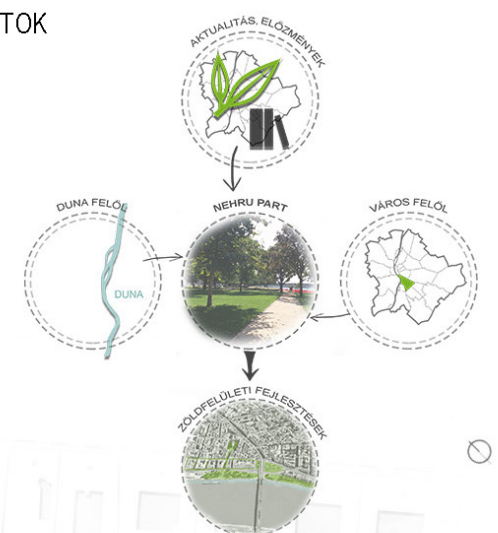 TOK
AKTUALITÁS, ELŐZMÉNYEK
DUNA FELŐL
NEHRU PART
VÁROS FELŐL
DUNA
ZÖLDFELÜLETI FEJLESZTÉSEK